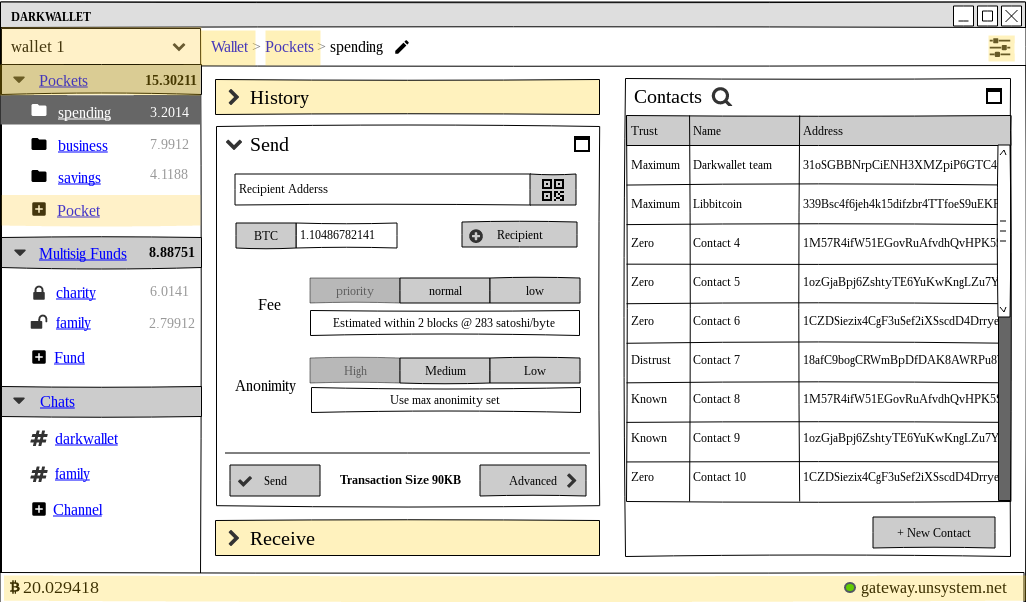 DARKWALLET
wallet 1
Wallet > Pockets > spending
Pockets 15.30211
spending 3.2014
business 7.9912
savings 4.1188
Pocket
Multisig Funds 8.88751
charity 6.0141
family 2.79912
Fund
Chats
# darkwallet
# family
Channel
History
Send
Recipient Adderss
BTC 1.10486782141
Recipient
Fee
priority normal low
Estimated within 2 blocks @ 283 satoshi/byte
Anonimity
High Medium Low
Use max anonimity set
Send
Transaction Size 90KB
Advanced
Receive
Contacts
Trust Name Address
Maximum Darkwallet team 31oSGBBNrpCiENH3XMZpiP6GTC4
Maximum Libbitcoin 339Bsc4f6jeh4k15difzbr4TTfoeS9uEKF
Zero Contact 4 1M57R4ifW51EGovRuAfvdhQvHPK5S
Zero Contact 5 1ozGjaBpj6ZshtyTE6YuKwKngLZu7Y
Zero Contact 6 1CZDSiezix4CgF3uSef2iXSscdD4Drrye
Distrust Contact 7 18afC9bogCRWmBpDfDAK8AWRPu8
Known Contact 8 1M57R4ifW51EGovRuAfvdhQvHPK5S
Known Contact 9 1ozGjaBpj6ZshtyTE6YuKwKngLZu7Y
Zero Contact 10 1CZDSiezix4CgF3uSef2iXSscdD4Drrye
+ New Contact
₿ 20.029418
gateway.unsystem.net